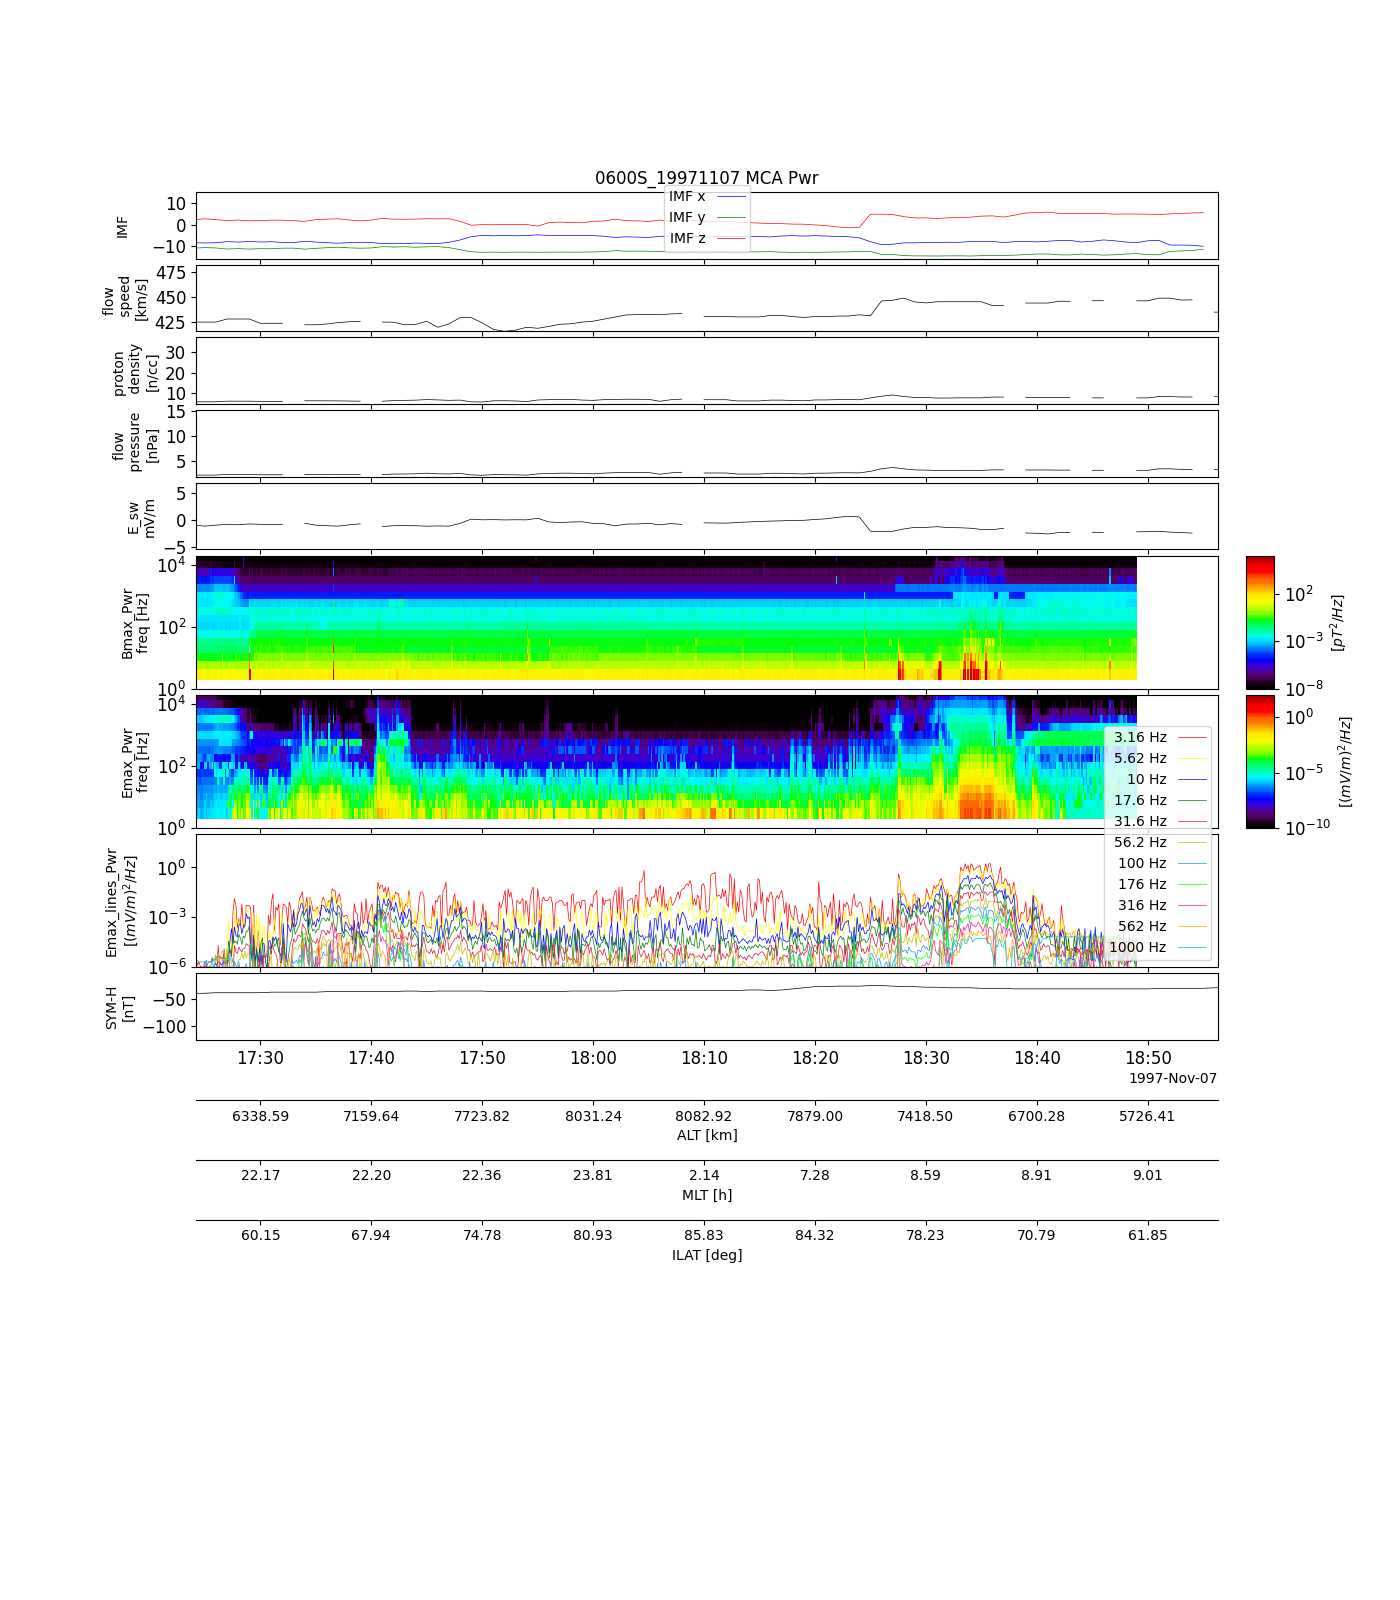 0600S_19971107 MCA Pwr
IMF
10
0
−10
IMF x
IMF y
IMF z
flow
speed
[km/s]
475
450
425
proton
density
[n/cc]
30
20
10
flow
pressure
[nPa]
15
10
5
E_sw
mV/m
5
0
−5
Bmax_Pwr
freq [Hz]
10^4
10^2
10^0
10^2
10^−3
10^−8
[pT^2/Hz]
Emax_Pwr
freq [Hz]
10^4
10^2
10^0
10^0
10^−5
10^−10
[(mV/m)^2/Hz]
3.16 Hz
5.62 Hz
10 Hz
17.6 Hz
31.6 Hz
56.2 Hz
100 Hz
176 Hz
316 Hz
562 Hz
1000 Hz
Emax_lines_Pwr
[(mV/m)^2/Hz]
10^0
10^−3
10^−6
SYM-H
[nT]
−50
−100
17:30 17:40 17:50 18:00 18:10 18:20 18:30 18:40 18:50
1997-Nov-07
6338.59 7159.64 7723.82 8031.24 8082.92 7879.00 7418.50 6700.28 5726.41
ALT [km]
22.17 22.20 22.36 23.81 2.14 7.28 8.59 8.91 9.01
MLT [h]
60.15 67.94 74.78 80.93 85.83 84.32 78.23 70.79 61.85
ILAT [deg]